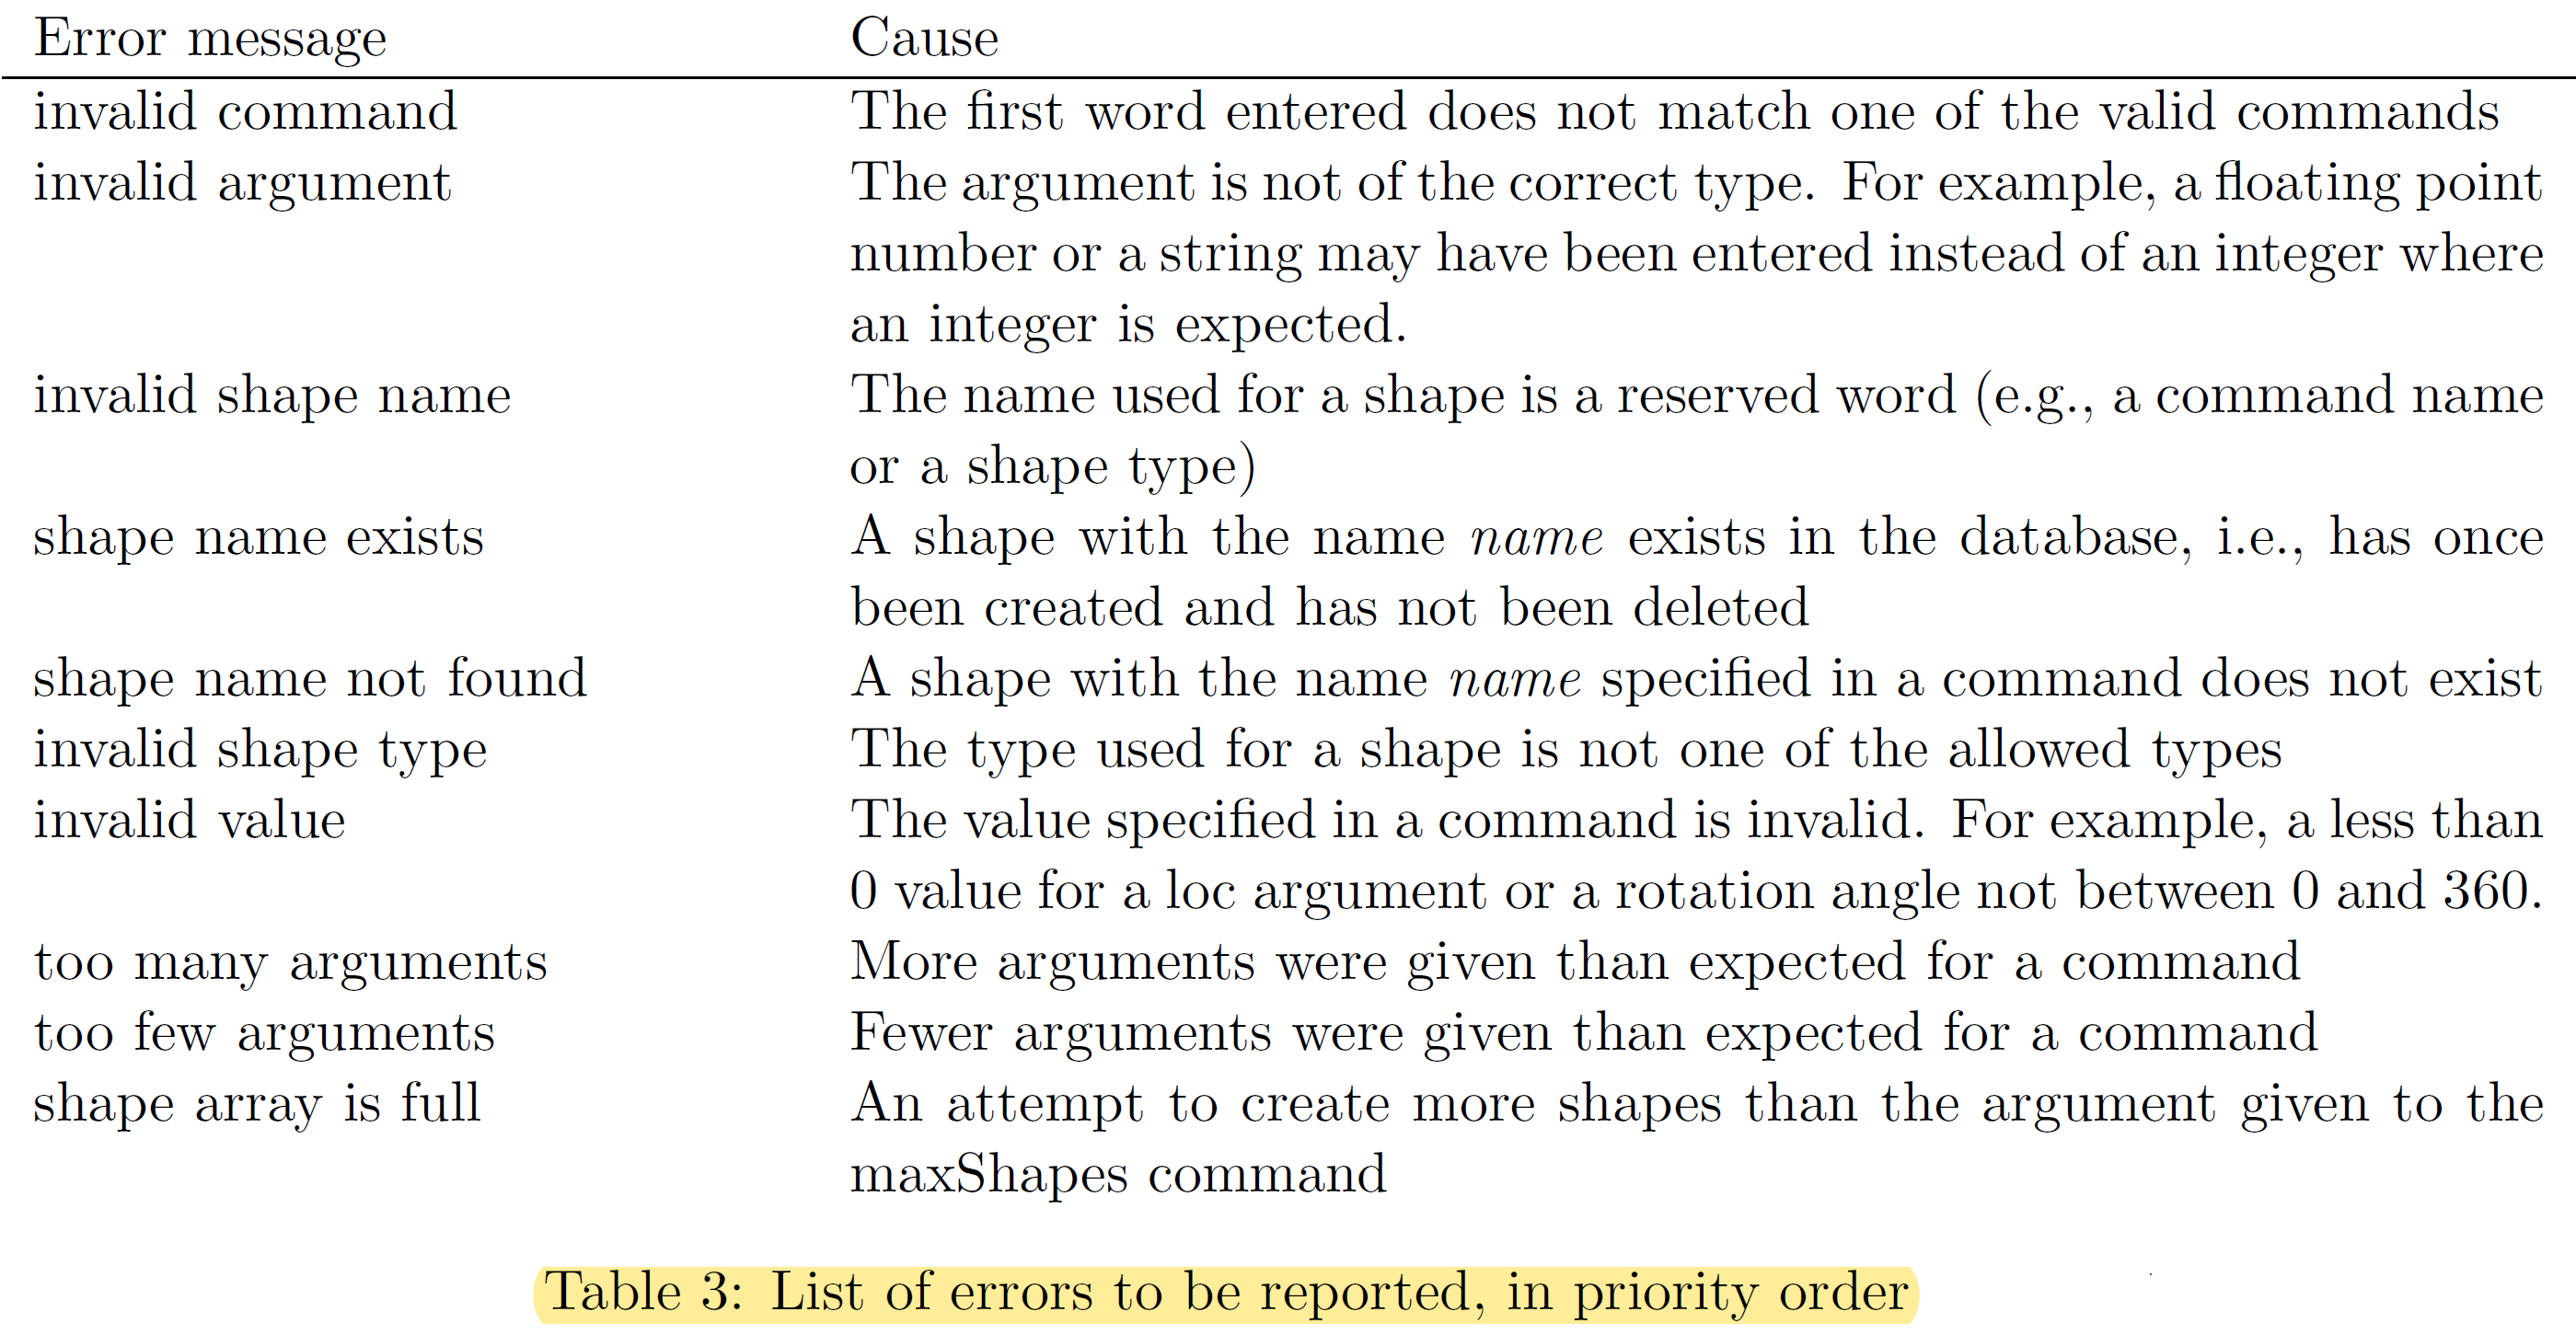 Error message Cause
invalid command The first word entered does not match one of the valid commands
invalid argument The argument is not of the correct type. For example, a floating point
number or a string may have been entered instead of an integer where
an integer is expected.
invalid shape name The name used for a shape is a reserved word (e.g., a command name
or a shape type)
shape name exists A shape with the name name exists in the database, i.e., has once
been created and has not been deleted
shape name not found A shape with the name name specified in a command does not exist
invalid shape type The type used for a shape is not one of the allowed types
invalid value The value specified in a command is invalid. For example, a less than
0 value for a loc argument or a rotation angle not between 0 and 360.
too many arguments More arguments were given than expected for a command
too few arguments Fewer arguments were given than expected for a command
shape array is full An attempt to create more shapes than the argument given to the
maxShapes command
Table 3: List of errors to be reported, in priority order